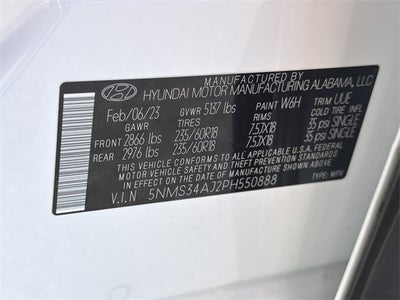 MANUFACTURED BY
HYUNDAI MOTOR MANUFACTURING ALABAMA, LLC
Feb/06/23 GVWR 5137 lbs PAINT W6H TRIM UUE
GAWR TIRES RIMS COLD TIRE INFL.
FRONT 2866 lbs 235/60R18 7.5JX18 35 psi SINGLE
REAR 2976 lbs 235/60R18 7.5JX18 35 psi SINGLE
THIS VEHICLE CONFORMS TO ALL APPLICABLE U.S.A. FEDERAL
MOTOR VEHICLE SAFETY, BUMPER, AND THEFT PREVENTION
STANDARDS IN EFFECT ON THE DATE OF MANUFACTURE SHOWN ABOVE.
V.I.N 5NMS34AJ2PH550888 TYPE: MPV